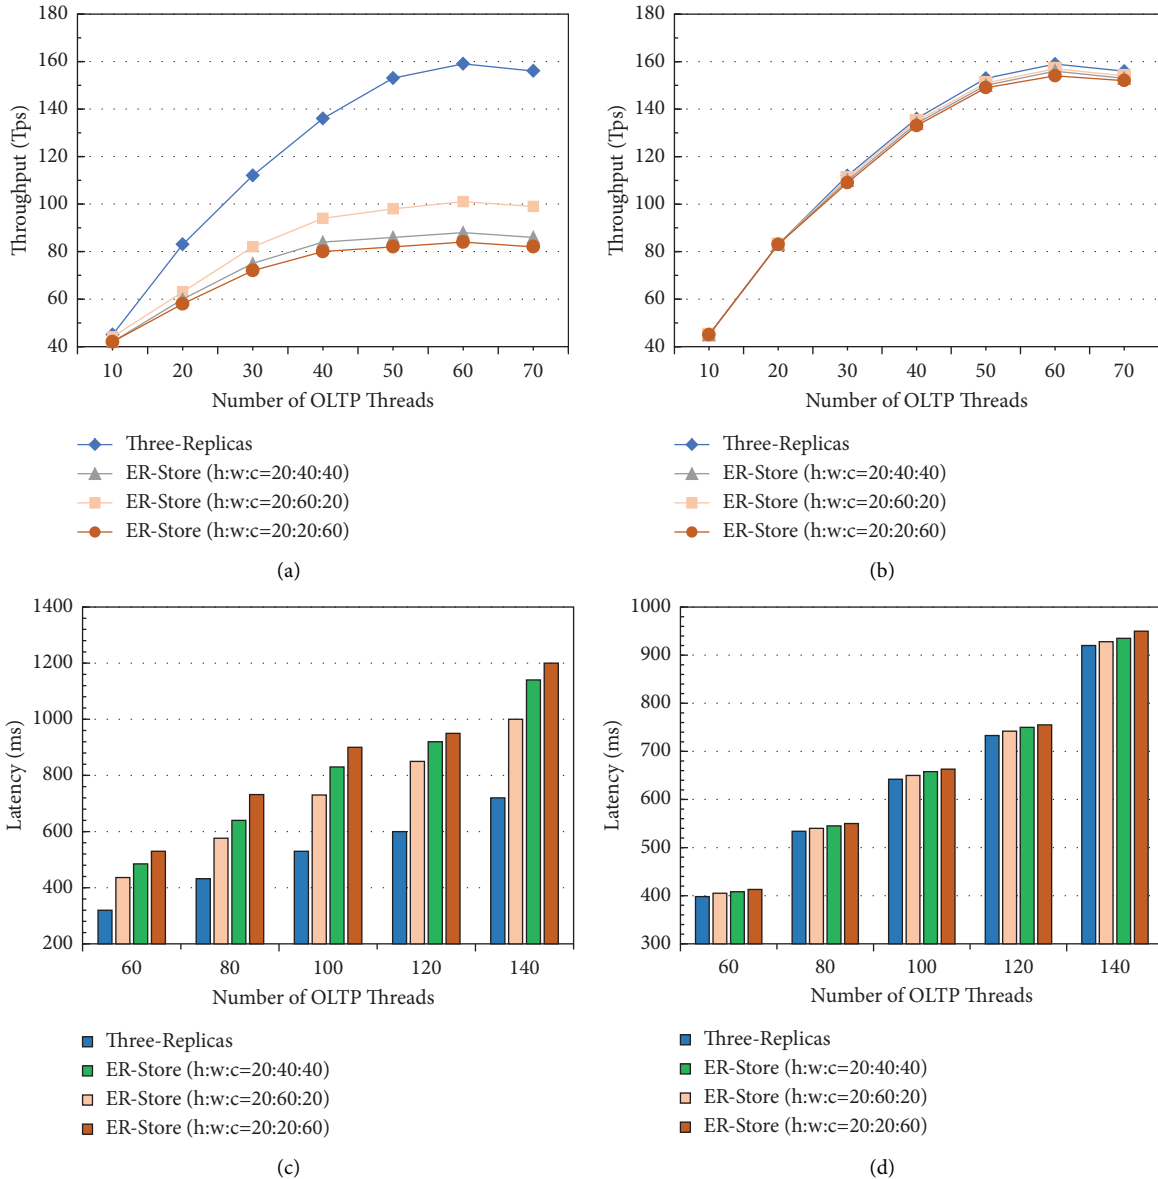 180
160
140
120
100
80
60
40
Throughput (Tps)
10 20 30 40 50 60 70
Number of OLTP Threads
Three-Replicas
ER-Store (h:w:c=20:40:40)
ER-Store (h:w:c=20:60:20)
ER-Store (h:w:c=20:20:60)
(a)
180
160
140
120
100
80
60
40
Throughput (Tps)
10 20 30 40 50 60 70
Number of OLTP Threads
Three-Replicas
ER-Store (h:w:c=20:40:40)
ER-Store (h:w:c=20:60:20)
ER-Store (h:w:c=20:20:60)
(b)
1400
1200
1000
800
600
400
200
Latency (ms)
60 80 100 120 140
Number of OLTP Threads
Three-Replicas
ER-Store (h:w:c=20:40:40)
ER-Store (h:w:c=20:60:20)
ER-Store (h:w:c=20:20:60)
(c)
1000
900
800
700
600
500
400
300
Latency (ms)
60 80 100 120 140
Number of OLTP Threads
Three-Replicas
ER-Store (h:w:c=20:40:40)
ER-Store (h:w:c=20:60:20)
ER-Store (h:w:c=20:20:60)
(d)